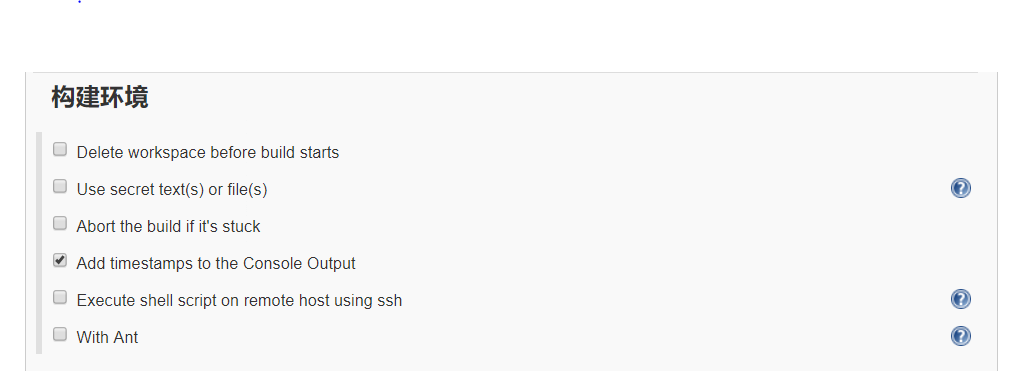 构建环境
Delete workspace before build starts
Use secret text(s) or file(s)
Abort the build if it's stuck
Add timestamps to the Console Output
Execute shell script on remote host using ssh
With Ant